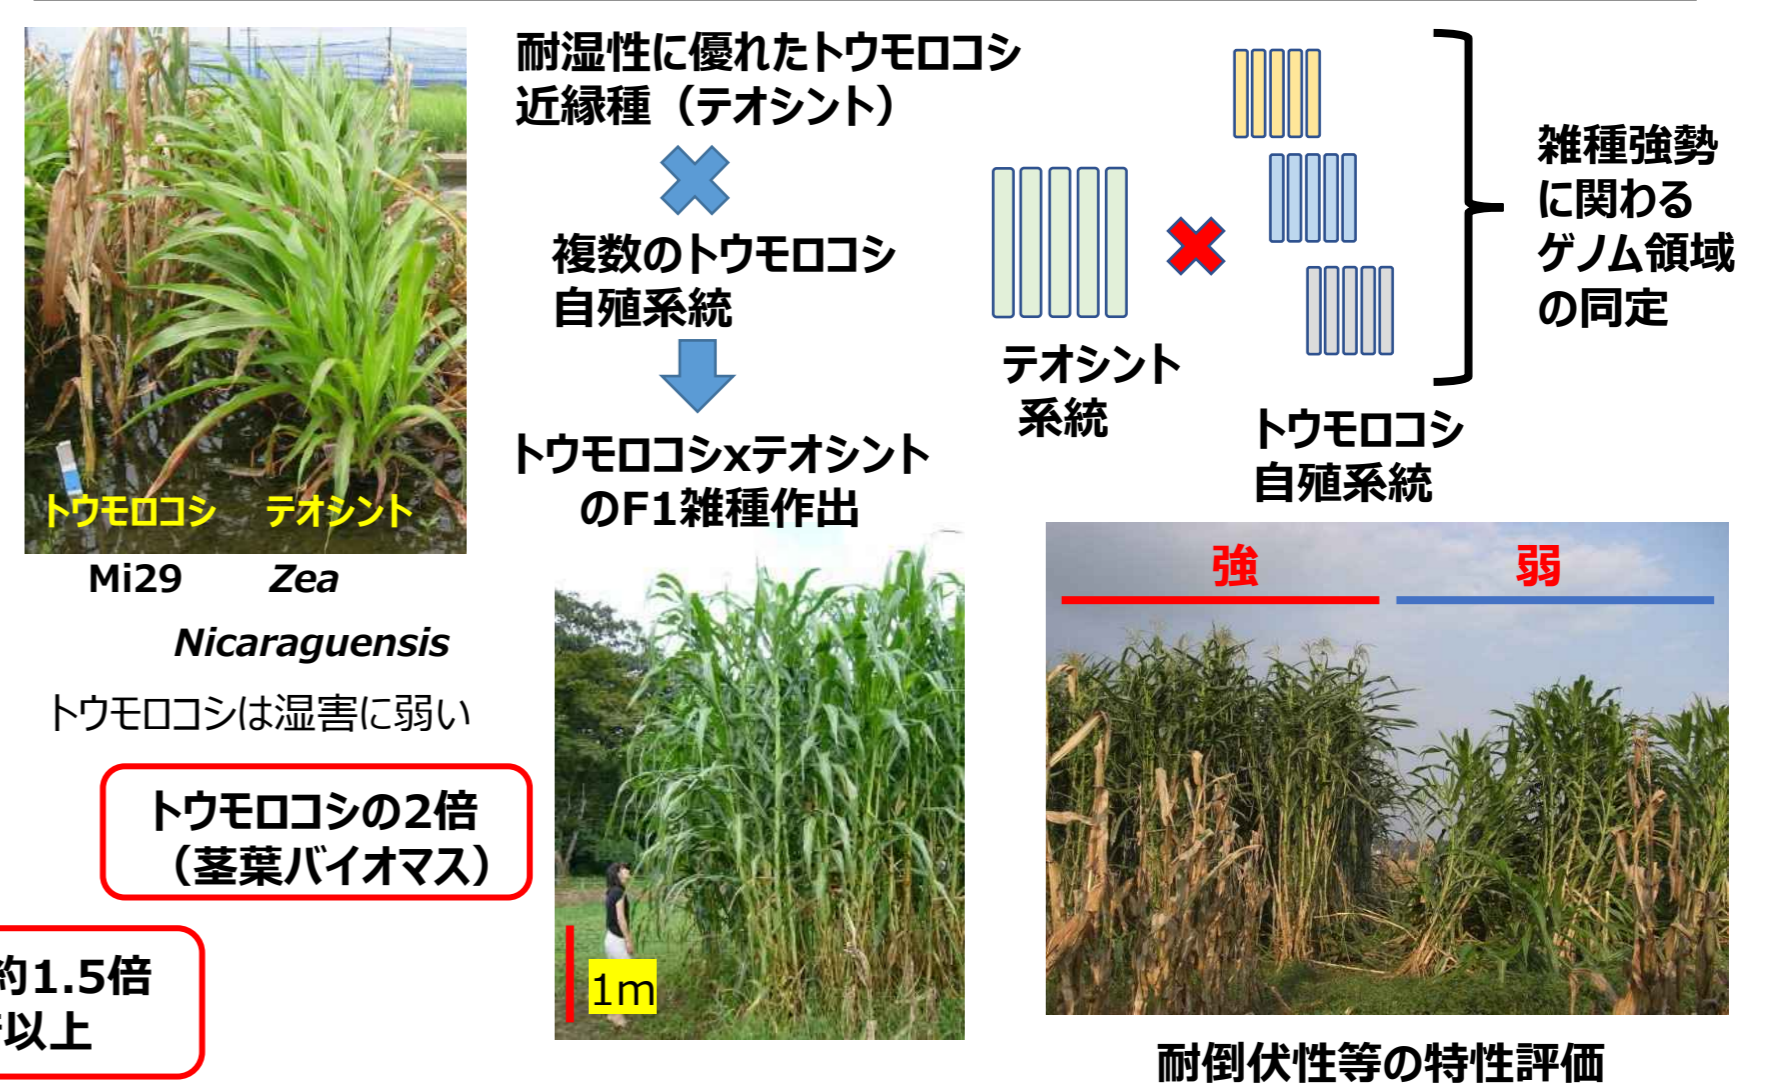 トウモロコシ テオシント
Mi29 Zea
Nicaraguensis
トウモロコシは湿害に弱い
トウモロコシの2倍
（茎葉バイオマス）
約1.5倍
以上
耐湿性に優れたトウモロコシ
近縁種（テオシント）
複数のトウモロコシ
自殖系統
トウモロコシxテオシント
のF1雑種作出
1m
テオシント
系統
トウモロコシ
自殖系統
雑種強勢
に関わる
ゲノム領域
の同定
強 弱
耐倒伏性等の特性評価